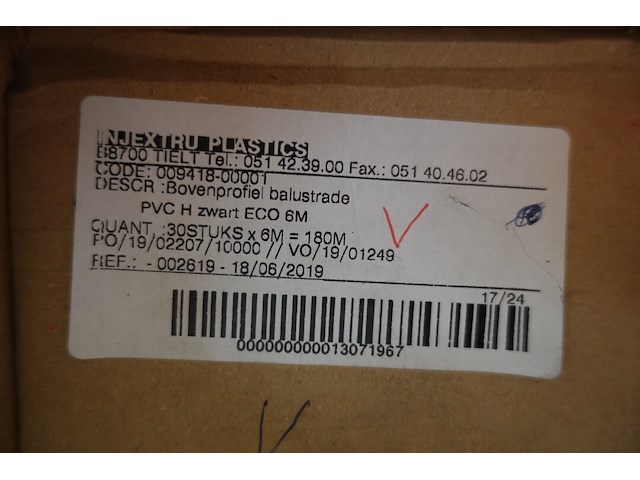 INJEXTRU PLASTICS
B8700 TIELT Tel.: 051 42.39.00 Fax.: 051 40.46.02
CODE: 009418-00001
DESCR :Bovenprofiel balustrade
PVC H zwart ECO 6M
QUANT. :30STUKS x 6M = 180M
PO/19/02207/10000 // VO/19/01249
REF.: - 002619 - 18/06/2019
17/24
000000000013071967